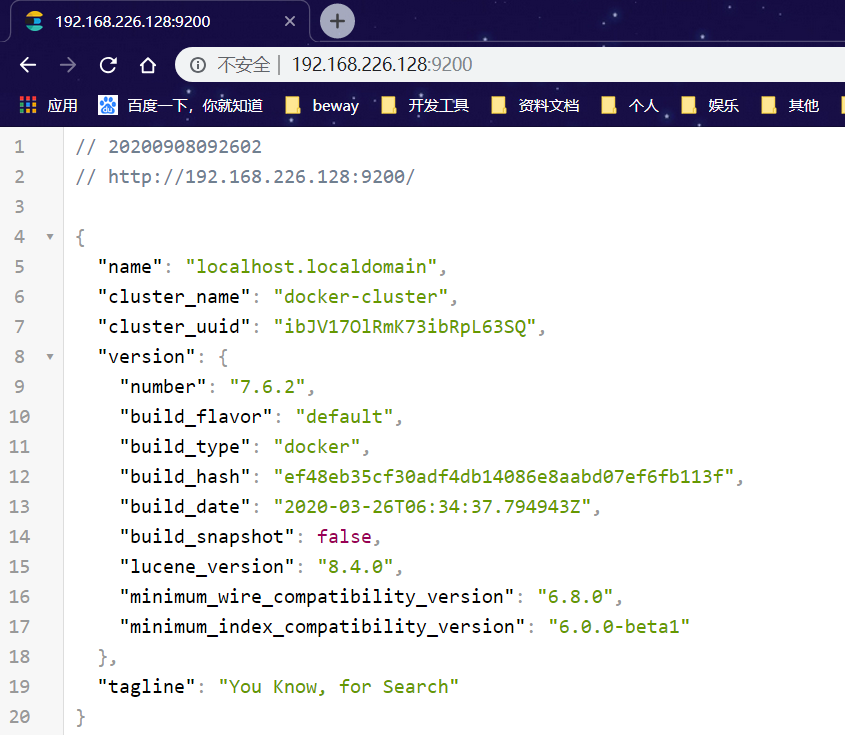 192.168.226.128:9200
不安全 | 192.168.226.128:9200
应用 百度一下，你就知道 beway 开发工具 资料文档 个人 娱乐 其他
1 // 20200908092602
2 // http://192.168.226.128:9200/
3
4 {
5 "name": "localhost.localdomain",
6 "cluster_name": "docker-cluster",
7 "cluster_uuid": "ibJV17OlRmK73ibRpL63SQ",
8 "version": {
9 "number": "7.6.2",
10 "build_flavor": "default",
11 "build_type": "docker",
12 "build_hash": "ef48eb35cf30adf4db14086e8aabd07ef6fb113f",
13 "build_date": "2020-03-26T06:34:37.794943Z",
14 "build_snapshot": false,
15 "lucene_version": "8.4.0",
16 "minimum_wire_compatibility_version": "6.8.0",
17 "minimum_index_compatibility_version": "6.0.0-beta1"
18 },
19 "tagline": "You Know, for Search"
20 }